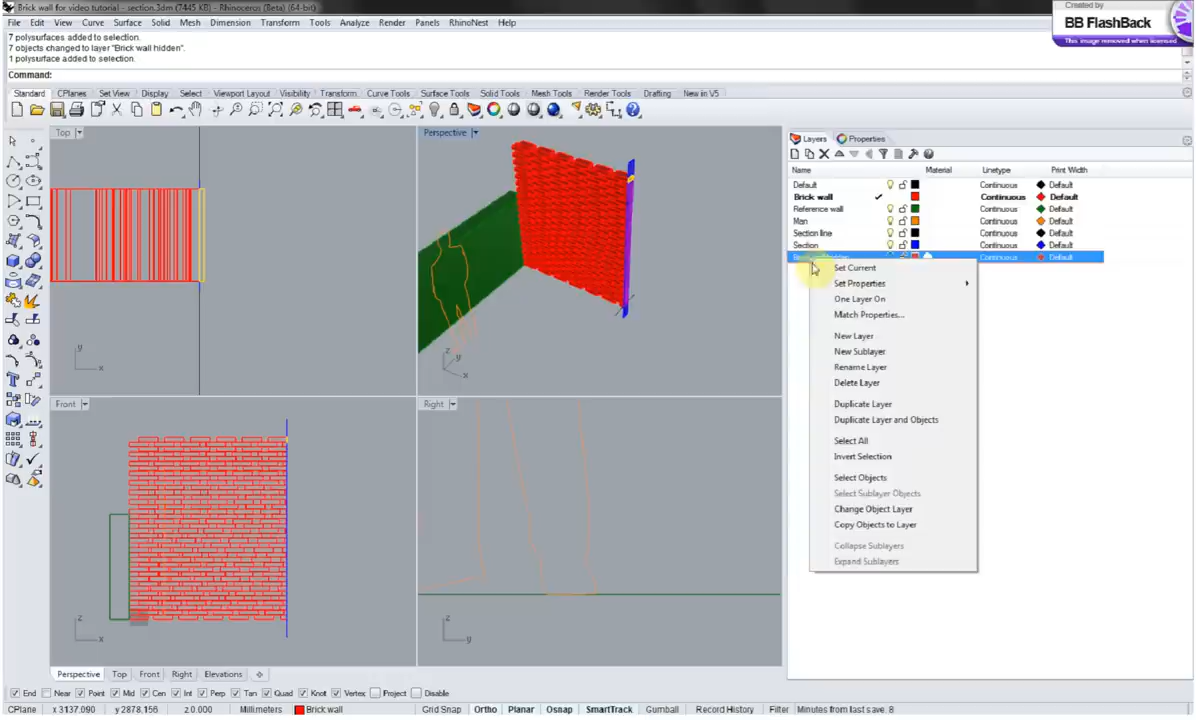 Brick wall for video tutorial - section.3dm (7445 KB) - Rhinoceros (Beta) (64-bit)
Created by
BB FlashBack
This image removed when licensed
File Edit View Curve Surface Solid Mesh Dimension Transform Tools Analyze Render Panels RhinoNest Help
7 polysurfaces added to selection.
7 objects changed to layer "Brick wall hidden".
1 polysurface added to selection.
Command:
Standard CPlanes Set View Display Select Viewport Layout Visibility Transform Curve Tools Surface Tools Solid Tools Mesh Tools Render Tools Drafting New in V5
Top
Perspective
Layers Properties
Name Material Linetype Print Width
Default Continuous Default
Brick wall Continuous Default
Reference wall Continuous Default
Man Continuous Default
Section line Continuous Default
Section Continuous Default
Continuous Default
Set Current
Set Properties
One Layer On
Match Properties...
New Layer
New Sublayer
Rename Layer
Delete Layer
Duplicate Layer
Duplicate Layer and Objects
Select All
Invert Selection
Select Objects
Select Sublayer Objects
Change Object Layer
Copy Objects to Layer
Collapse Sublayers
Expand Sublayers
y
x
z
y
x
Front
Right
z
x
z
y
Perspective Top Front Right Elevations
End Near Point Mid Cen Int Perp Tan Quad Knot Vertex Project Disable
CPlane x 3137.090 y 2878.156 z 0.000 Millimeters Brick wall Grid Snap Ortho Planar Osnap SmartTrack Gumball Record History Filter Minutes from last save: 8